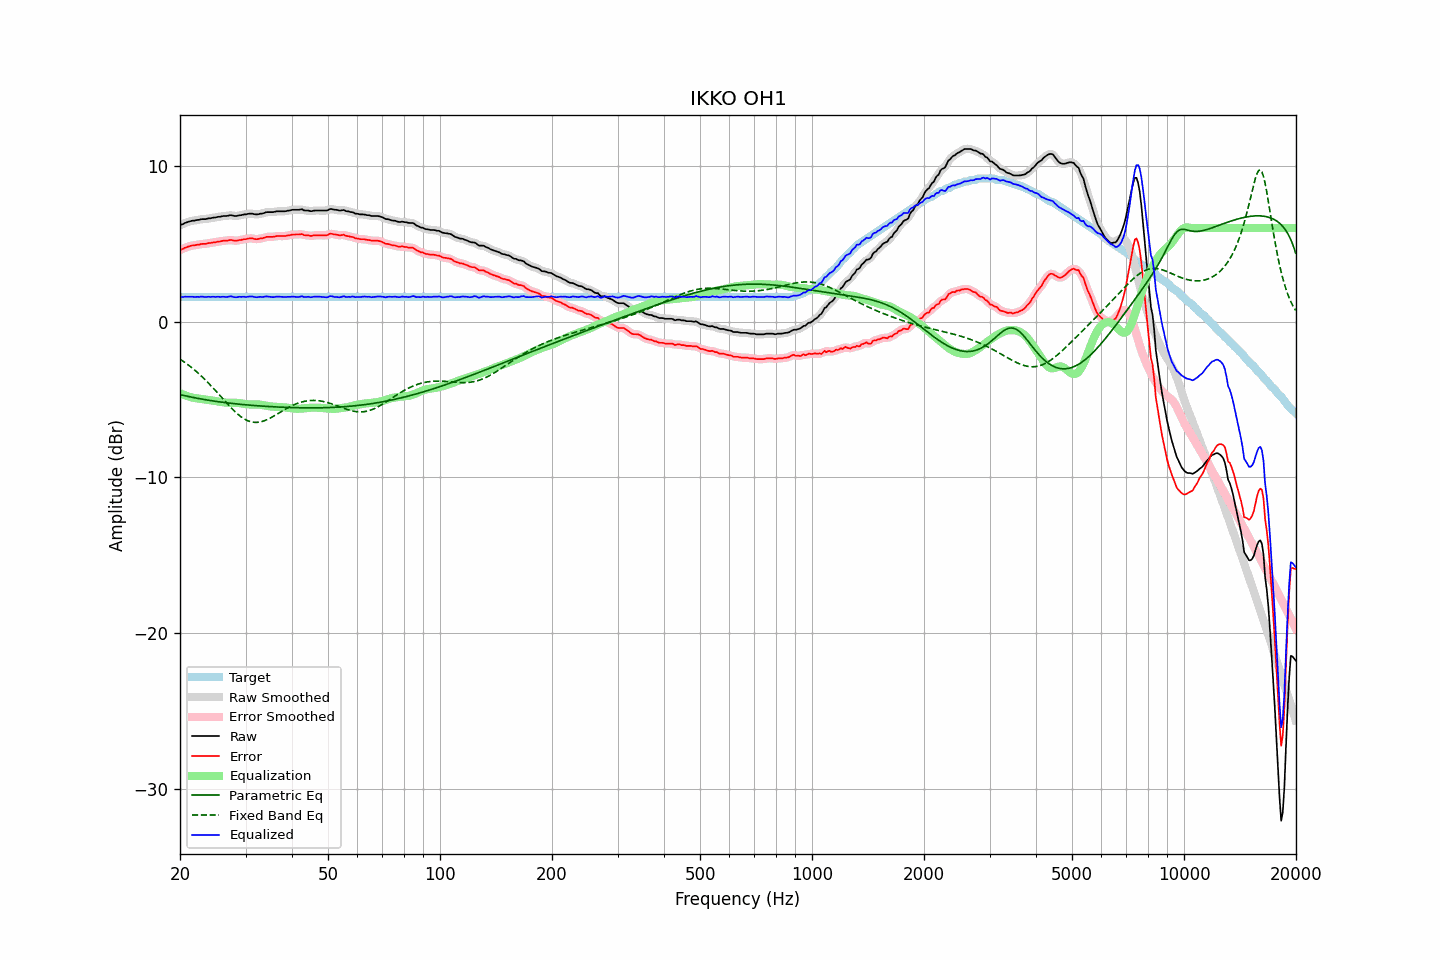 IKKO OH1
10
0
−10
−20
−30
Amplitude (dBr)
Target
Raw Smoothed
Error Smoothed
Raw
Error
Equalization
Parametric Eq
Fixed Band Eq
Equalized
20 50 100 200 500 1000 2000 5000 10000 20000
Frequency (Hz)